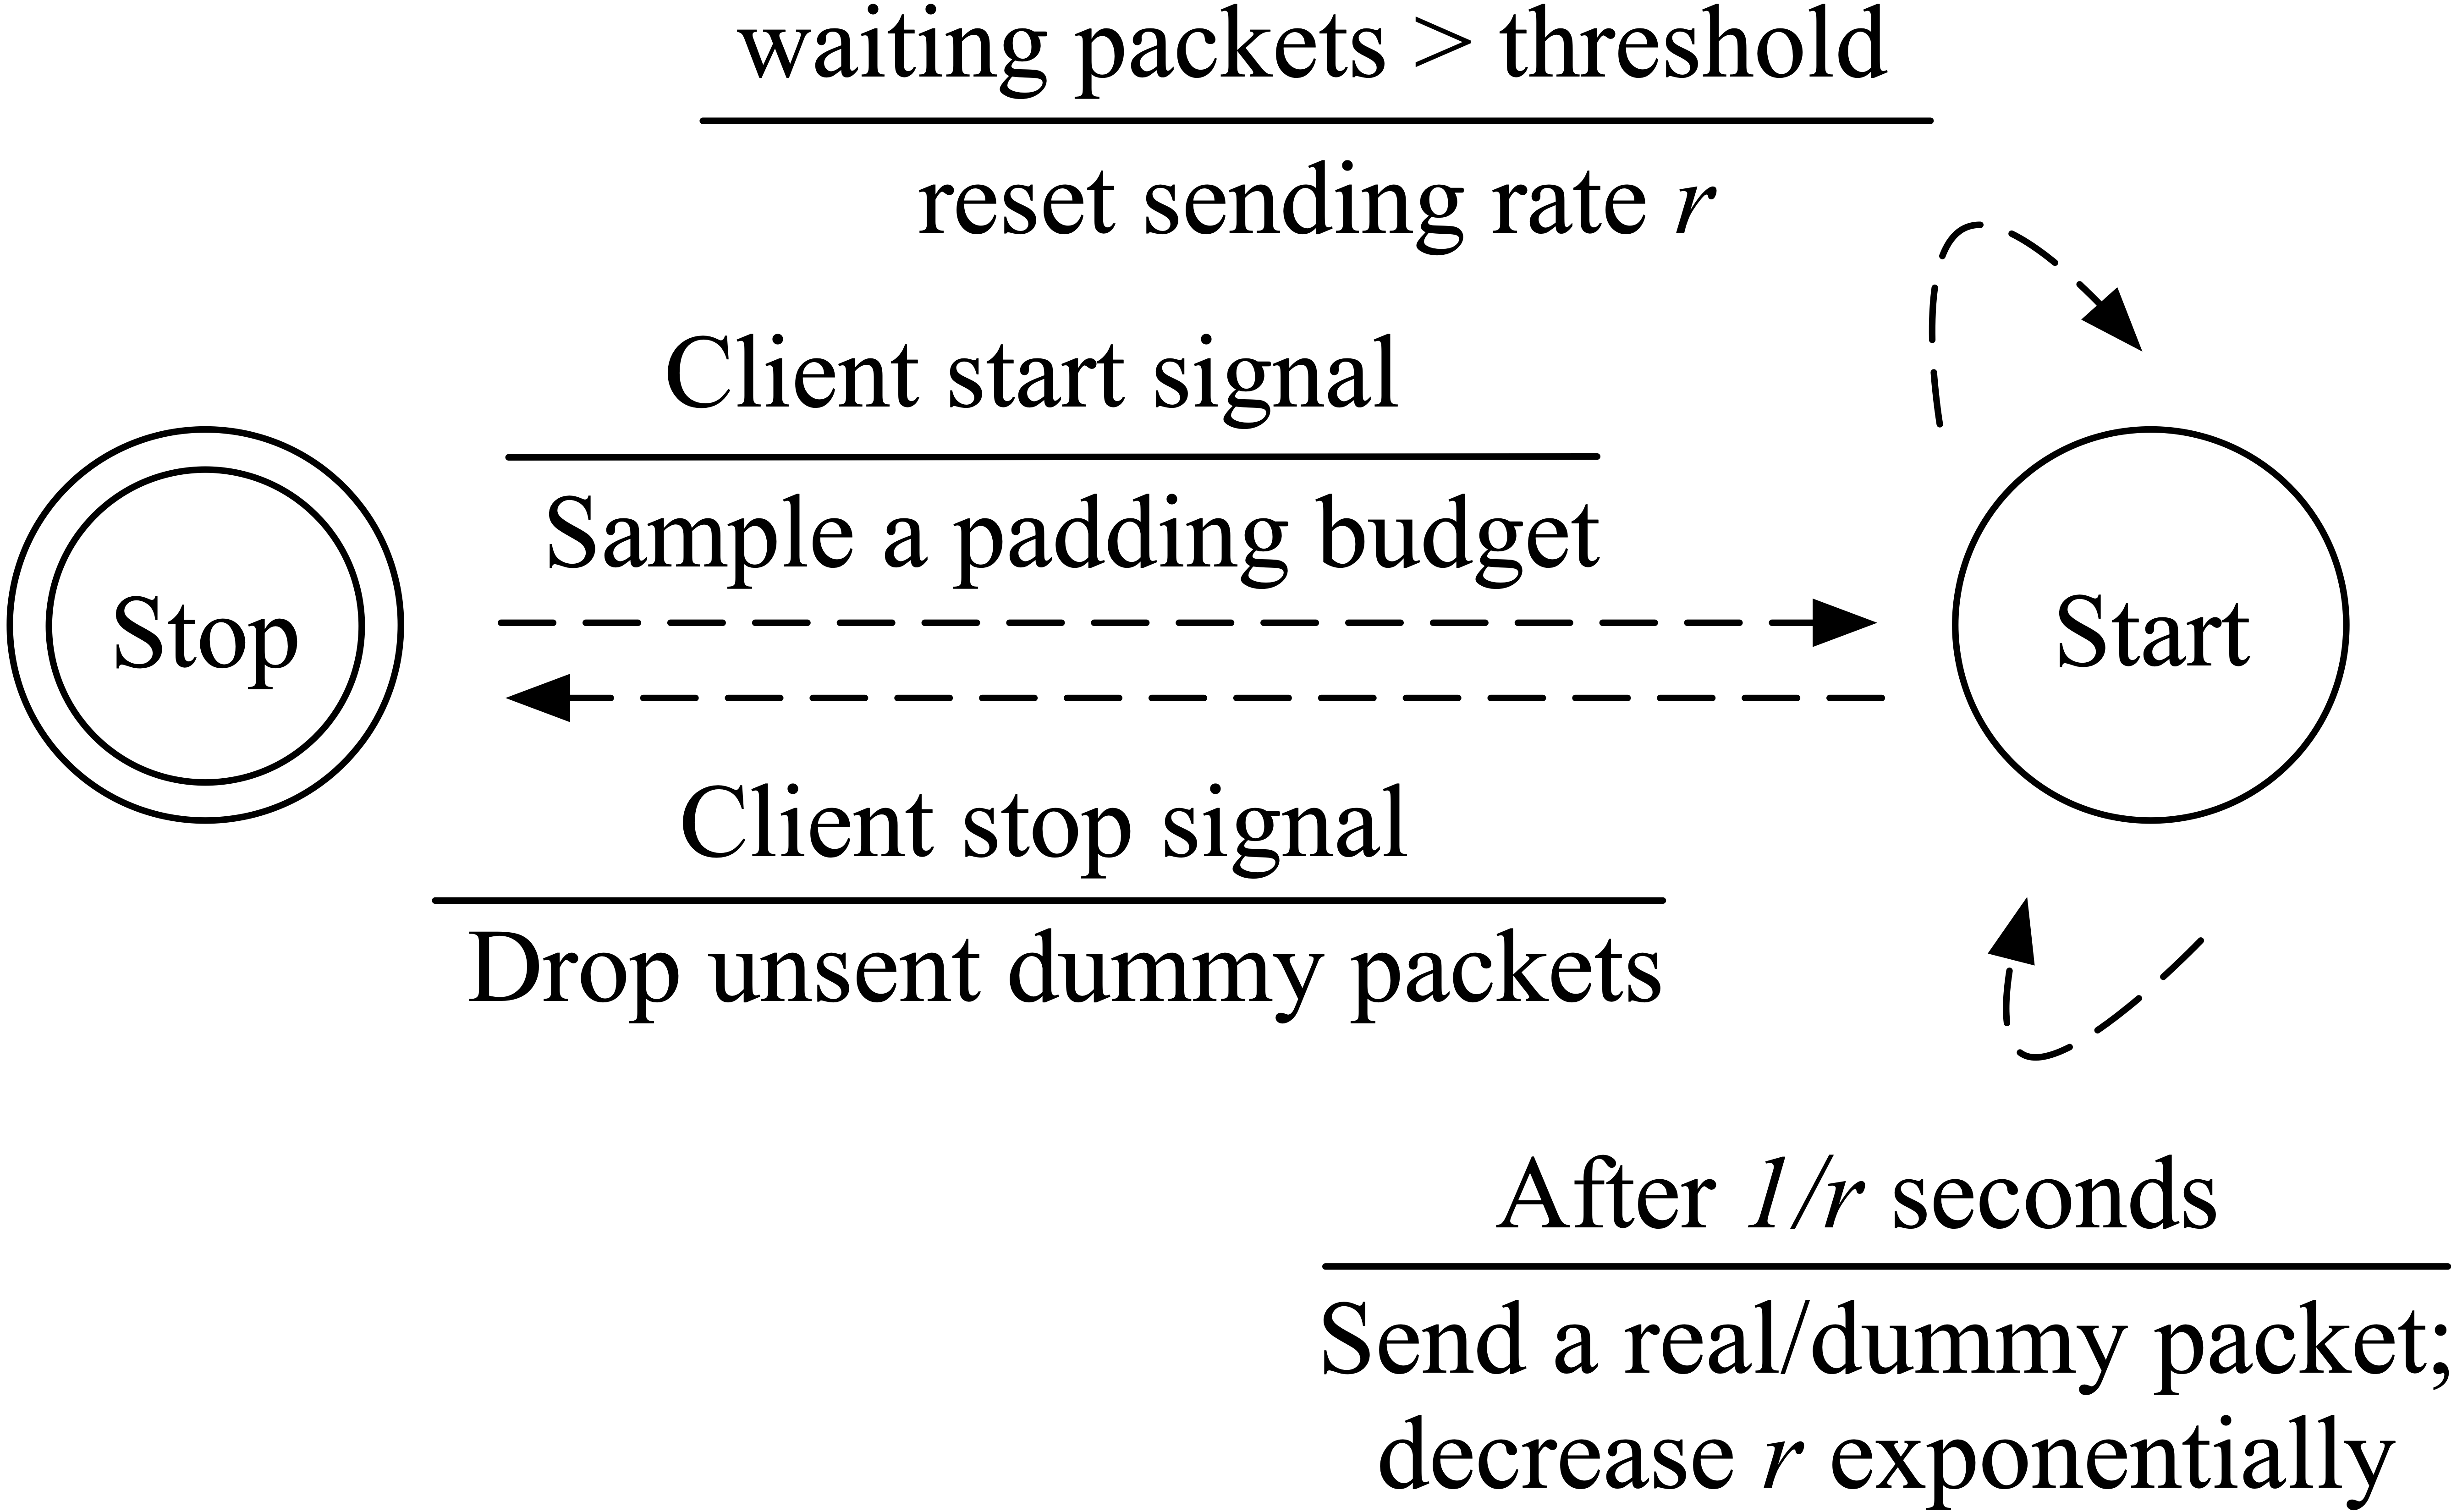 waiting packets > threshold
reset sending rate r
Client start signal
Sample a padding budget
Stop
Start
Client stop signal
Drop unsent dummy packets
After 1/r seconds
Send a real/dummy packet;
decrease r exponentially